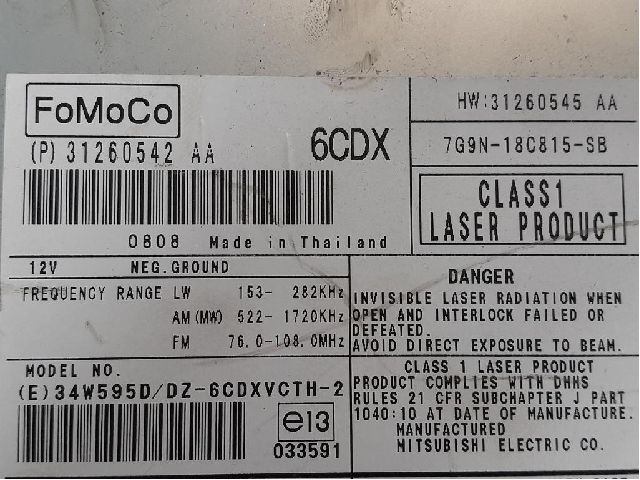 FoMoCo
(P) 31260542 AA
6CDX
HW:31260545 AA
7G9N-18C815-SB
CLASS1
LASER PRODUCT
0808 Made in Thailand
12V NEG.GROUND
FREQUENCY RANGE LW 153- 282KHz
AM(MW) 522- 1720KHz
FM 76.0-108.0MHz
DANGER
INVISIBLE LASER RADIATION WHEN
OPEN AND INTERLOCK FAILED OR
DEFEATED.
AVOID DIRECT EXPOSURE TO BEAM.
MODEL NO.
(E)34W595D/DZ-6CDXVCTH-2
e13
033591
CLASS 1 LASER PRODUCT
PRODUCT COMPLIES WITH DHHS
RULES 21 CFR SUBCHAPTER J PART
1040:10 AT DATE OF MANUFACTURE.
MANUFACTURED
MITSUBISHI ELECTRIC CO.